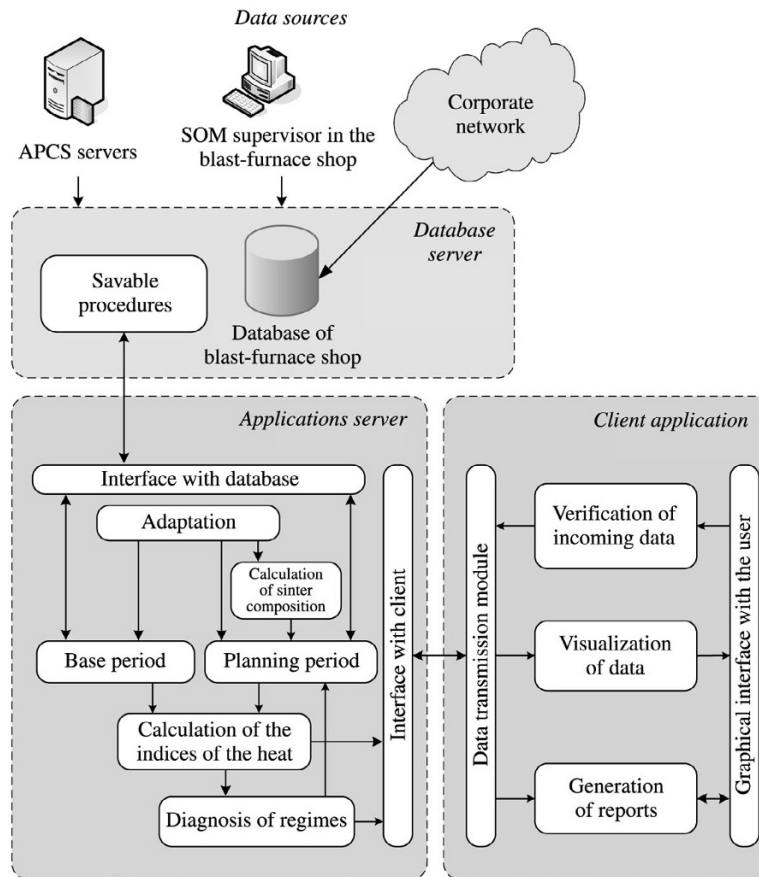 Data sources
APCS servers
SOM supervisor in the
blast-furnace shop
Corporate
network
Database
server
Savable
procedures
Database of
blast-furnace shop
Applications server
Interface with database
Adaptation
Calculation
of sinter
composition
Base period
Planning period
Calculation of the
indices of the heat
Diagnosis of regimes
Interface with client
Client application
Data transmission module
Verification of
incoming data
Visualization
of data
Generation
of reports
Graphical interface with the user